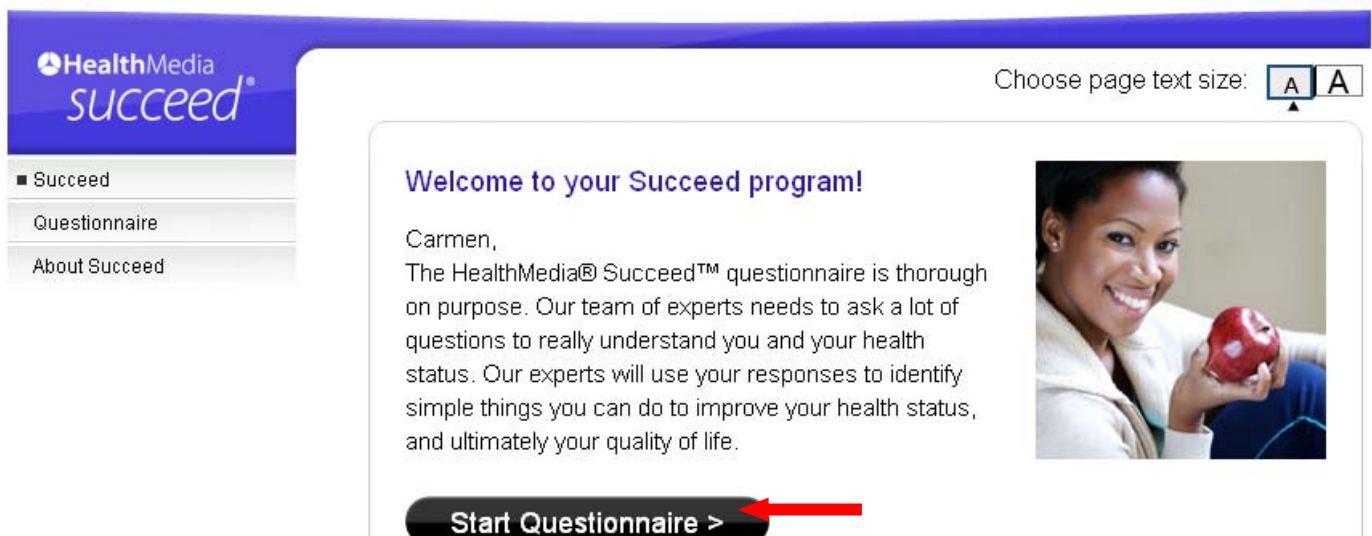 HealthMedia
succeed®
Choose page text size: A A
Succeed
Questionnaire
About Succeed
Welcome to your Succeed program!
Carmen,
The HealthMedia® Succeed™ questionnaire is thorough
on purpose. Our team of experts needs to ask a lot of
questions to really understand you and your health
status. Our experts will use your responses to identify
simple things you can do to improve your health status,
and ultimately your quality of life.
Start Questionnaire >